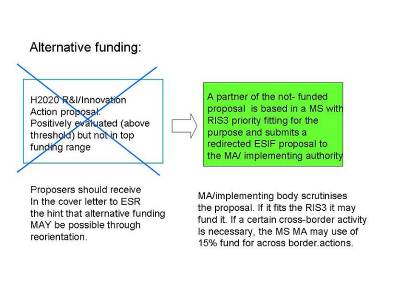 Alternative funding:
H2020 R&I/Innovation
Action proposal:
Positively evaluated (above
threshold) but not in top
funding range
A partner of the not- funded
proposal is based in a MS with
RIS3 priority fitting for the
purpose and submits a
redirected ESIF proposal to
the MA/ implementing authority
Proposers should receive
In the cover letter to ESR
the hint that alternative funding
MAY be possible through
reorientation.
MA/implementing body scrutinises
the proposal. If it fits the RIS3 it may
fund it. If a certain cross-border activity
Is necessary, the MS MA may use of
15% fund for across border.actions.